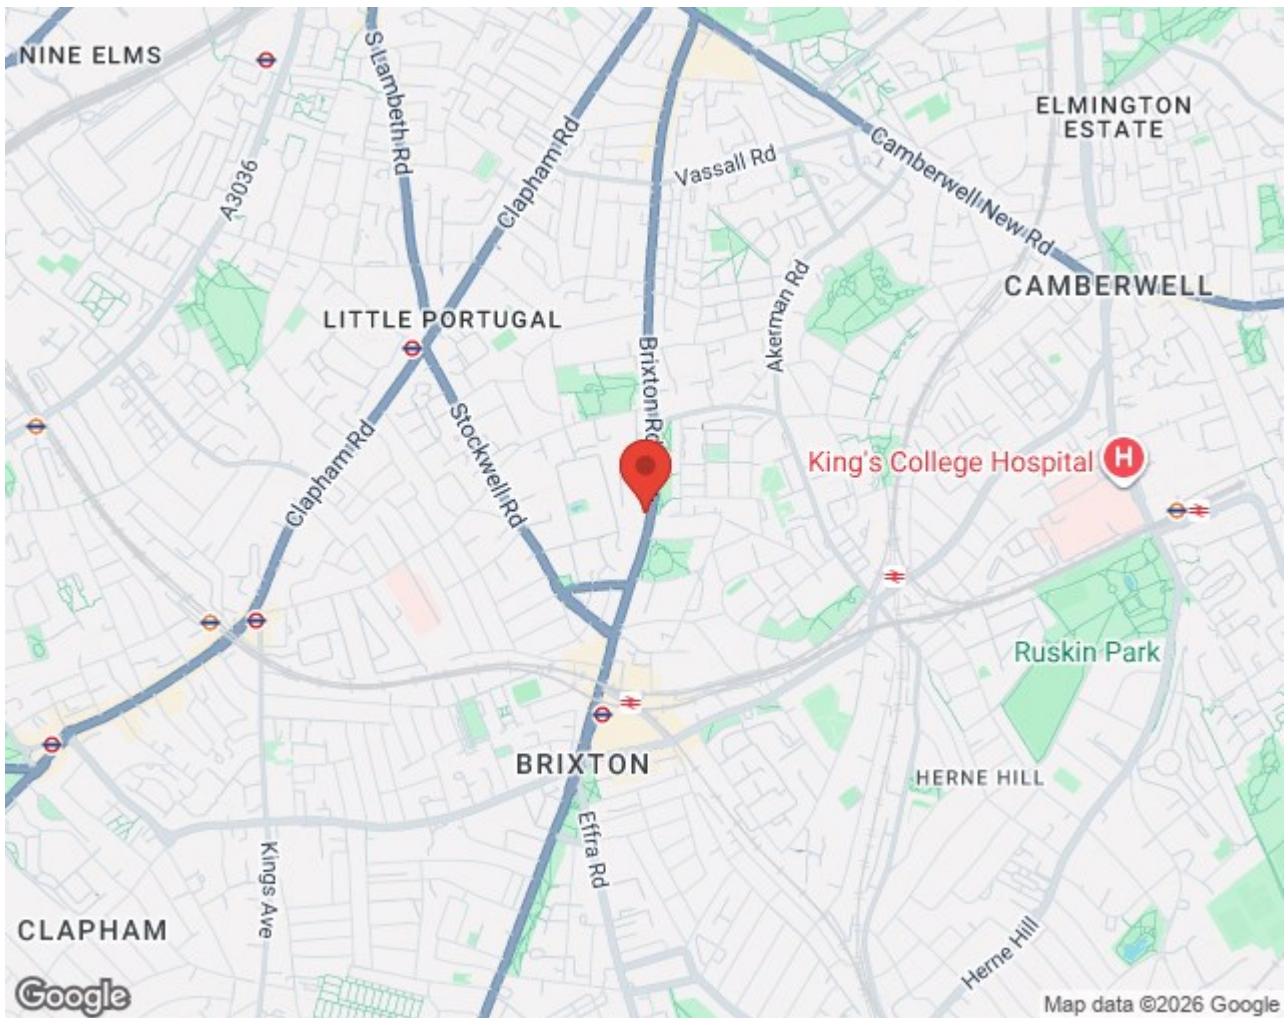 NINE ELMS
S Lambeth Rd
A3036
Clapham Rd
Vassall Rd
Camberwell New Rd
ELMINGTON
ESTATE
CAMBERWELL
LITTLE PORTUGAL
Akerman Rd
Brixton Rd
Stockwell Rd
Clapham Rd
King's College Hospital
H
Ruskin Park
BRIXTON
HERNE HILL
Effra Rd
Kings Ave
CLAPHAM
Herne Hill
Google
Map data ©2026 Google